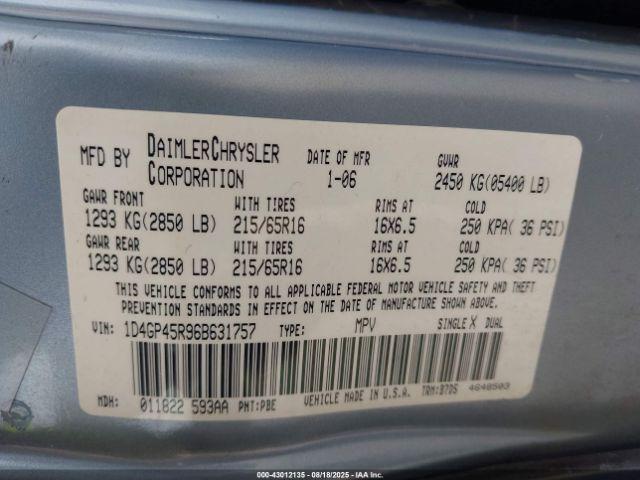 MFD BY DAIMLERCHRYSLER CORPORATION DATE OF MFR 1-06 GVWR 2450 KG(05400 LB)
GAWR FRONT WITH TIRES RIMS AT COLD
1293 KG(2850 LB) 215/65R16 16X6.5 250 KPA( 36 PSI)
GAWR REAR WITH TIRES RIMS AT COLD
1293 KG(2850 LB) 215/65R16 16X6.5 250 KPA( 36 PSI)
THIS VEHICLE CONFORMS TO ALL APPLICABLE FEDERAL MOTOR VEHICLE SAFETY AND THEFT
PREVENTION STANDARDS IN EFFECT ON THE DATE OF MANUFACTURE SHOWN ABOVE.
VIN: 1D4GP45R96B631757 TYPE: MPV SINGLE X DUAL
MDH: 011822 593AA PNT:PBE VEHICLE MADE IN U.S.A. TRM:B7D5 4648503
000-43012135 - 08/18/2025 - IAA Inc.